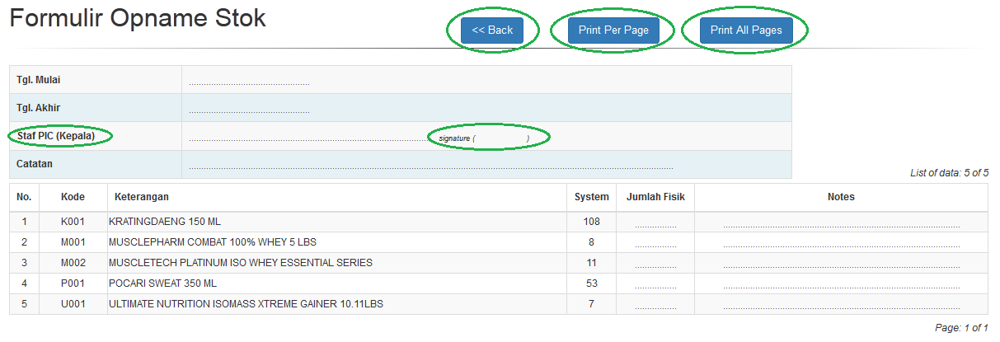 Formulir Opname Stok
<< Back
Print Per Page
Print All Pages
Tgl. Mulai ..................................................
Tgl. Akhir ..................................................
Staf PIC (Kepala) .................................................................................................... signature ( )
Catatan ....................................................................................................................................................................................................
List of data: 5 of 5
No. Kode Keterangan System Jumlah Fisik Notes
1 K001 KRATINGDAENG 150 ML 108 ................. ................................................................................................
2 M001 MUSCLEPHARM COMBAT 100% WHEY 5 LBS 8 ................. ................................................................................................
3 M002 MUSCLETECH PLATINUM ISO WHEY ESSENTIAL SERIES 11 ................. ................................................................................................
4 P001 POCARI SWEAT 350 ML 53 ................. ................................................................................................
5 U001 ULTIMATE NUTRITION ISOMASS XTREME GAINER 10.11LBS 7 ................. ................................................................................................
Page: 1 of 1